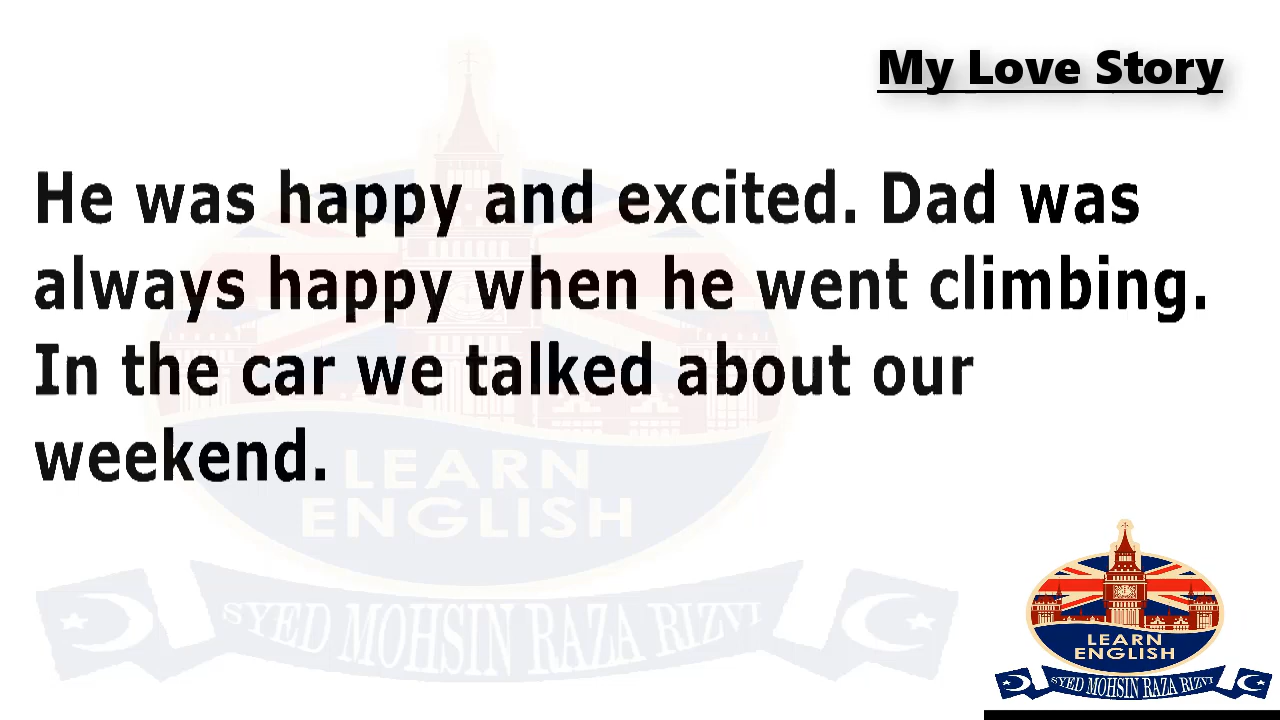 My Love Story
He was happy and excited. Dad was
always happy when he went climbing.
In the car we talked about our
weekend.
LEARN
ENGLISH
SYED MOHSIN RAZA RIZVI
LEARN
ENGLISH
SYED MOHSIN RAZA RIZVI